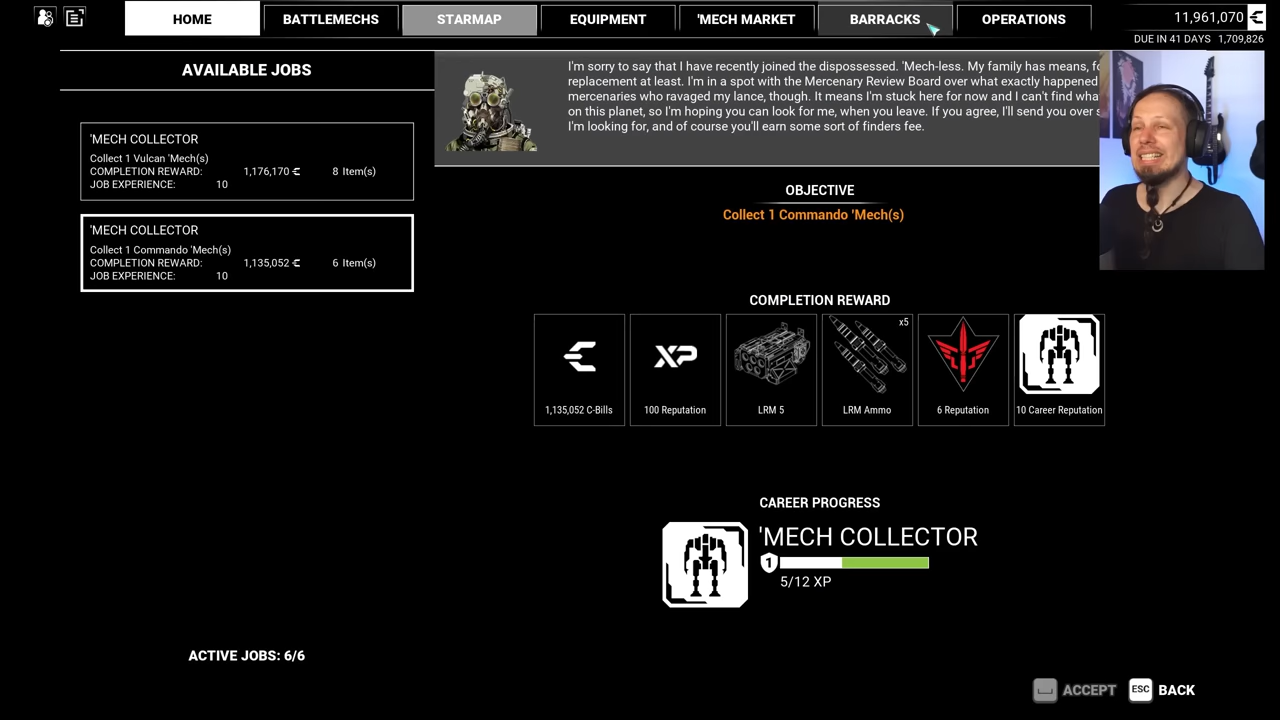 HOME
BATTLEMECHS
STARMAP
EQUIPMENT
'MECH MARKET
BARRACKS
OPERATIONS
11,961,070
DUE IN 41 DAYS 1,709,826
AVAILABLE JOBS
'MECH COLLECTOR
Collect 1 Vulcan 'Mech(s)
COMPLETION REWARD: 1,176,170 8 Item(s)
JOB EXPERIENCE: 10
'MECH COLLECTOR
Collect 1 Commando 'Mech(s)
COMPLETION REWARD: 1,135,052 6 Item(s)
JOB EXPERIENCE: 10
I'm sorry to say that I have recently joined the dispossessed. 'Mech-less. My family has means,
replacement at least. I'm in a spot with the Mercenary Review Board over what exactly happened
mercenaries who ravaged my lance, though. It means I'm stuck here for now and I can't find
on this planet, so I'm hoping you can look for me, when you leave. If you agree, I'll send you over
I'm looking for, and of course you'll earn some sort of finders fee.
OBJECTIVE
Collect 1 Commando 'Mech(s)
COMPLETION REWARD
XP
x5
1,135,052 C-Bills
100 Reputation
LRM 5
LRM Ammo
6 Reputation
10 Career Reputation
CAREER PROGRESS
'MECH COLLECTOR
1
5/12 XP
ACTIVE JOBS: 6/6
ACCEPT
ESC BACK